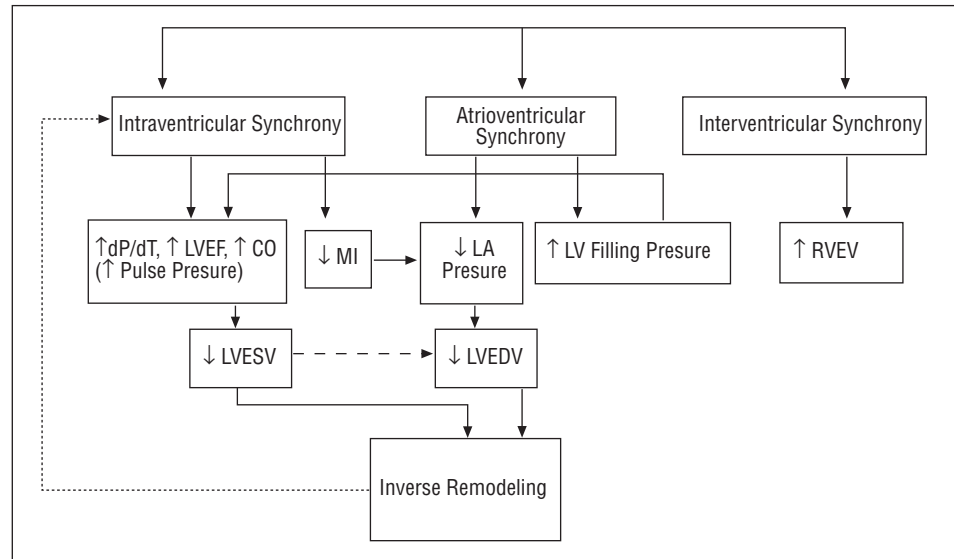 Intraventricular Synchrony
Atrioventricular
Synchrony
Interventricular Synchrony
↑dP/dT, ↑ LVEF, ↑ CO
(↑ Pulse Presure)
↓ MI
↓ LA
Presure
↑ LV Filling Presure
↑ RVEV
↓ LVESV
↓ LVEDV
Inverse Remodeling